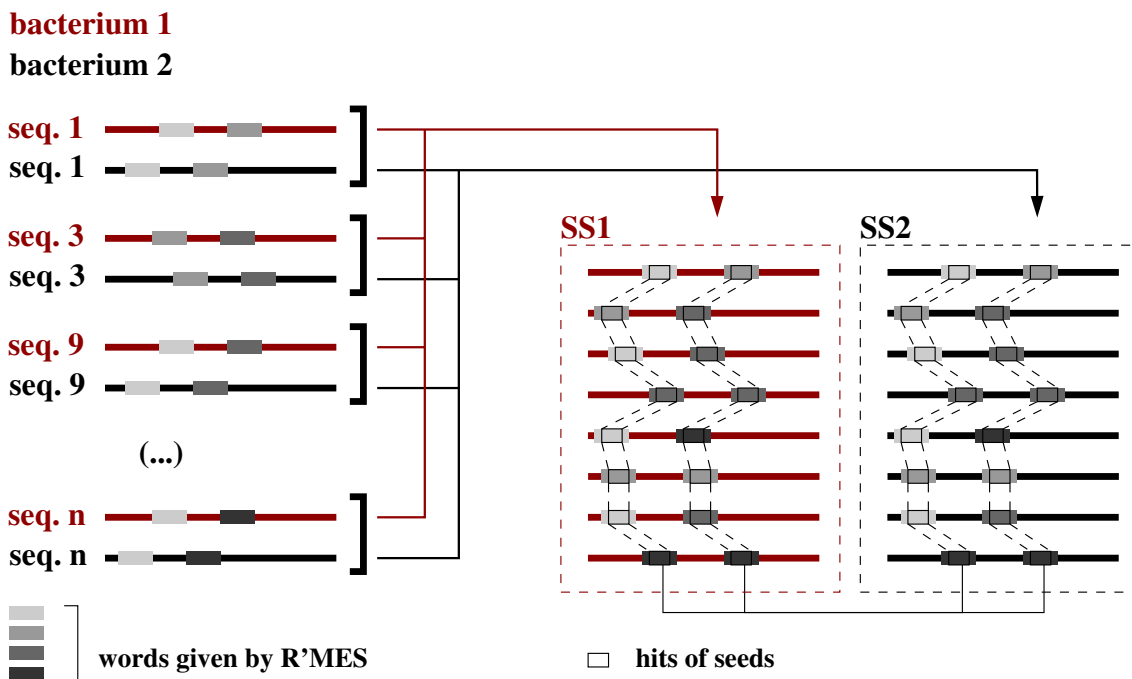 bacterium 1
bacterium 2
seq. 1
seq. 1
seq. 3
seq. 3
seq. 9
seq. 9
(...)
seq. n
seq. n
SS1
SS2
words given by R'MES
hits of seeds